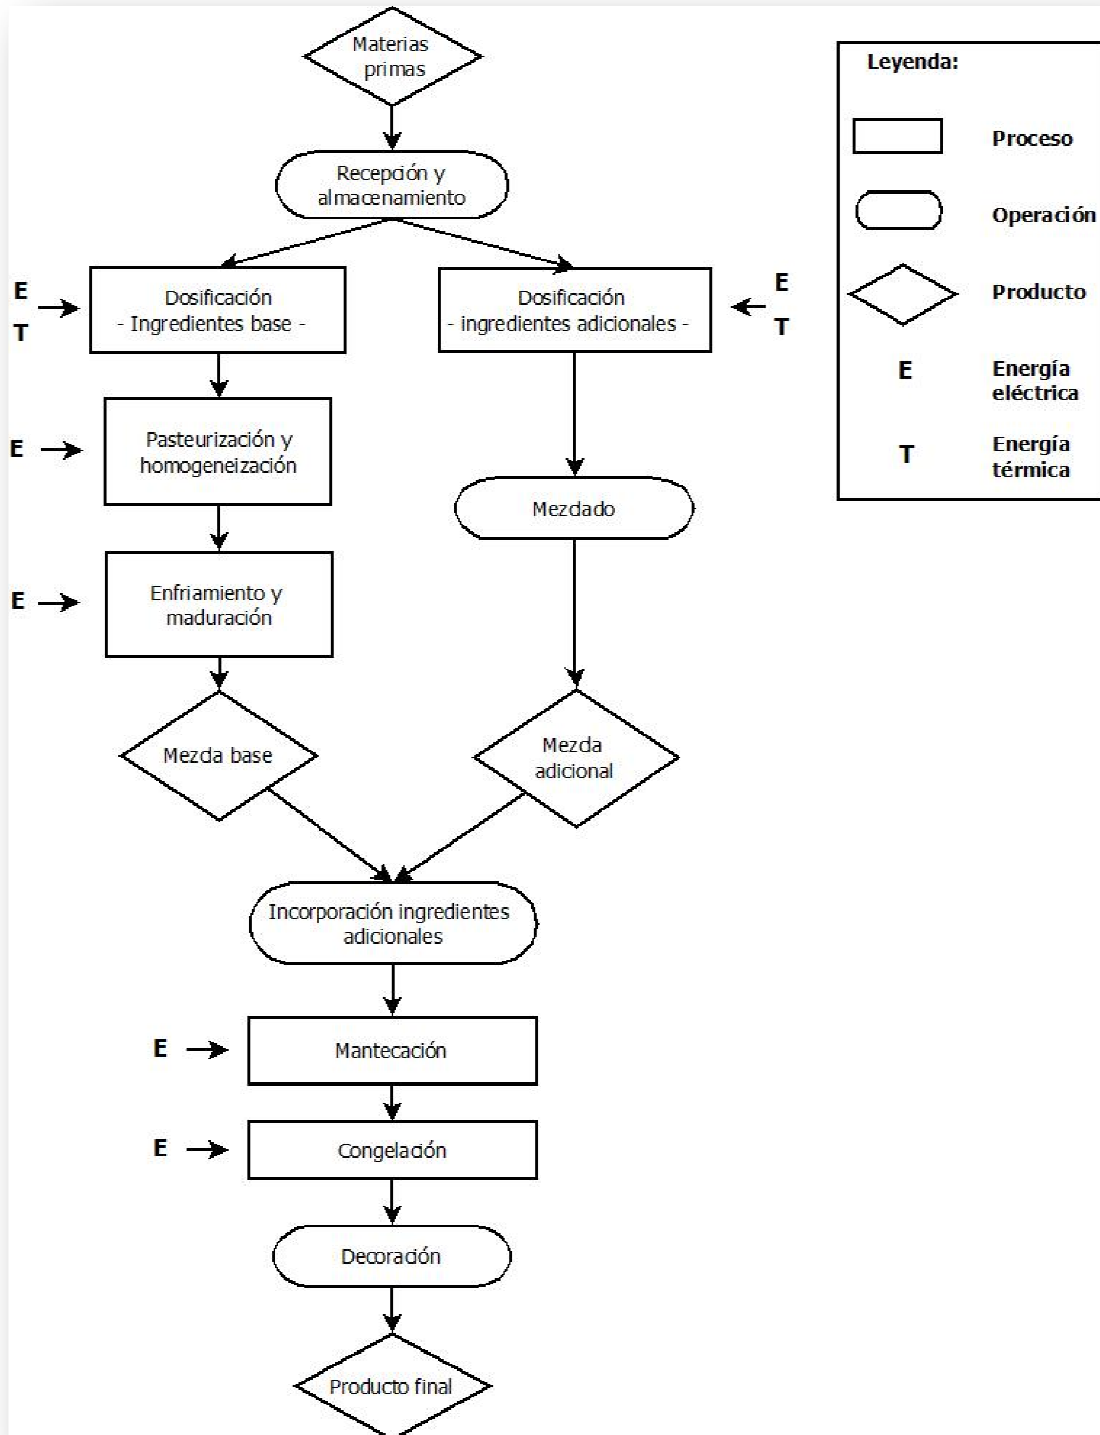 Materias
primas
Recepción y
almacenamiento
E
T
Dosificación
- Ingredientes base -
Dosificación
- ingredientes adicionales -
E
T
E
Pasteurización y
homogeneización
Mezclado
E
Enfriamiento y
maduración
Mezcla base
Mezcla
adicional
Incorporación ingredientes
adicionales
E
Mantecación
E
Congelación
Decoración
Producto final
Leyenda:
Proceso
Operación
Producto
E
Energía
eléctrica
T
Energía
térmica